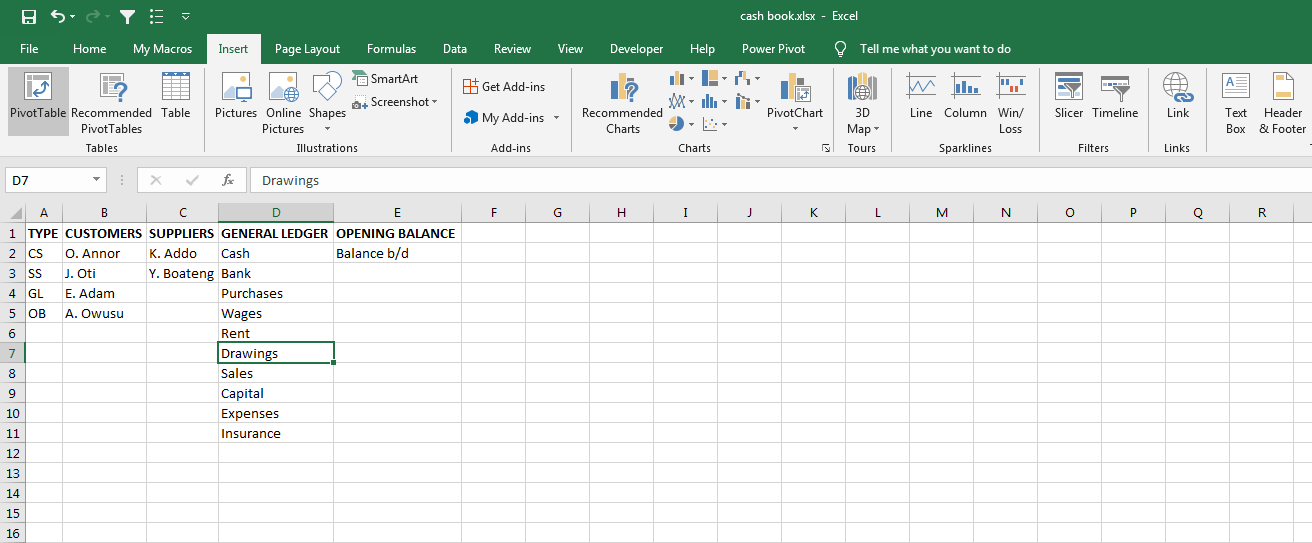 cash book.xlsx - Excel
File Home My Macros Insert Page Layout Formulas Data Review View Developer Help Power Pivot Tell me what you want to do
PivotTable Recommended PivotTables Table
Pictures Online Pictures Shapes SmartArt Screenshot
Get Add-ins
My Add-ins
Recommended Charts PivotChart
3D Map
Line Column Win/Loss
Slicer Timeline
Link
Text Box Header & Footer
Tables Illustrations Add-ins Charts Tours Sparklines Filters Links
D7 fx Drawings
A B C D E F G H I J K L M N O P Q R
1 TYPE CUSTOMERS SUPPLIERS GENERAL LEDGER OPENING BALANCE
2 CS O. Annor K. Addo Cash Balance b/d
3 SS J. Oti Y. Boateng Bank
4 GL E. Adam Purchases
5 OB A. Owusu Wages
6 Rent
7 Drawings
8 Sales
9 Capital
10 Expenses
11 Insurance
12
13
14
15
16